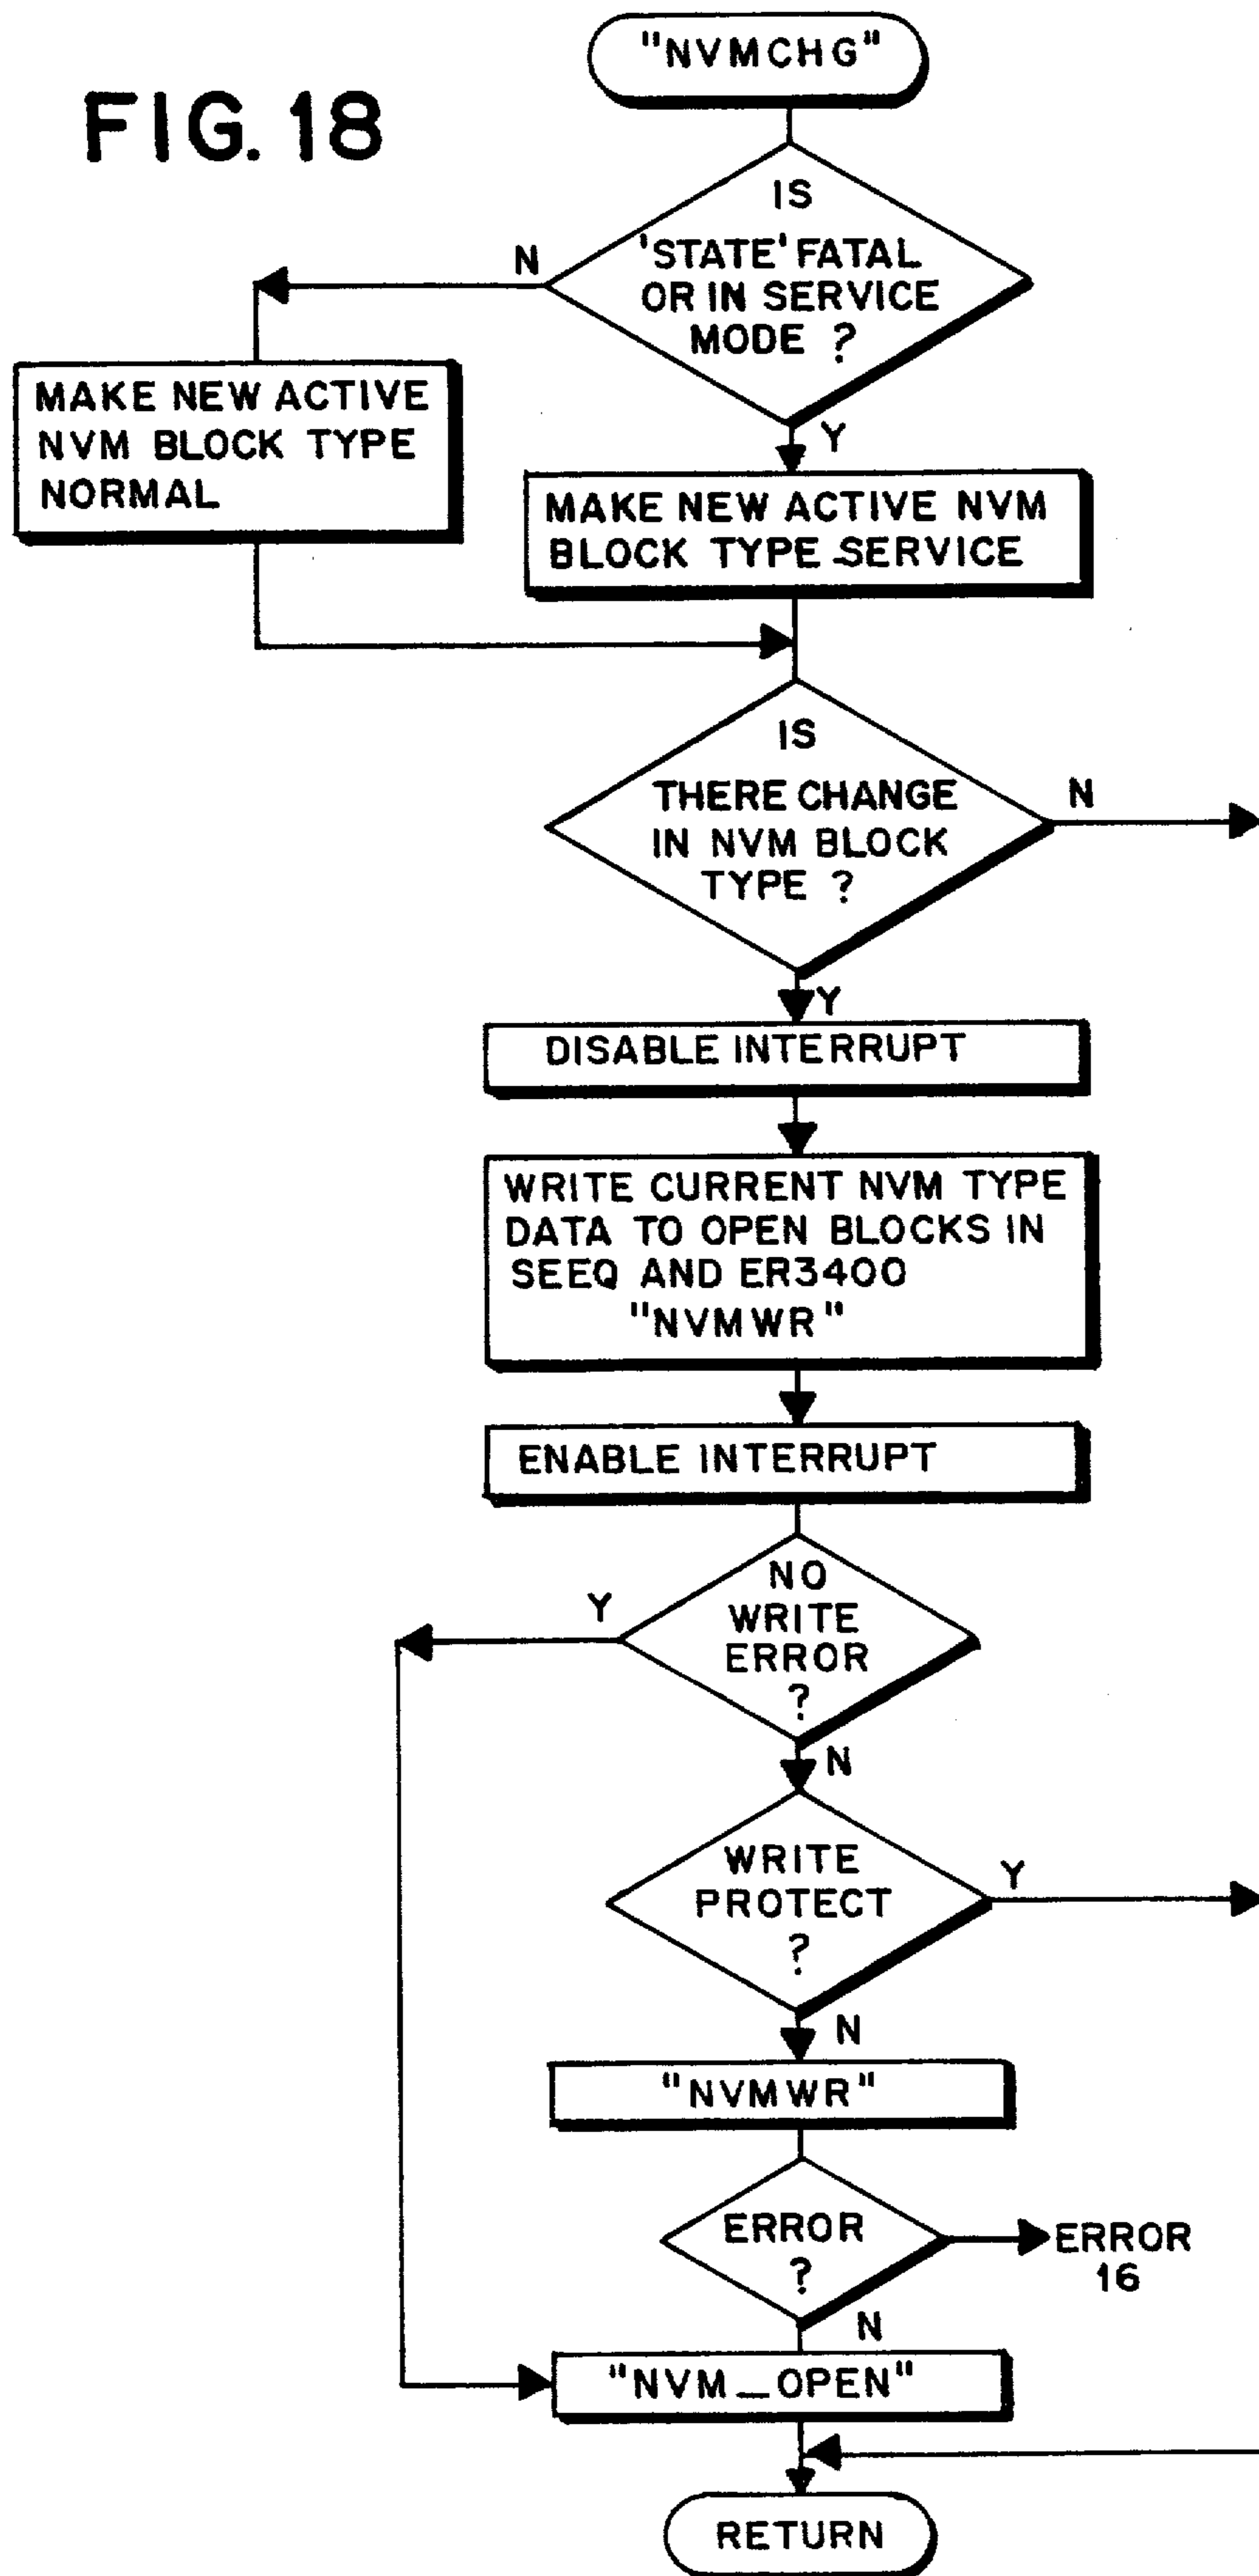 "NVMCHG"
FIG. 18
IS
'STATE' FATAL
OR IN SERVICE
MODE ?
N
Y
MAKE NEW ACTIVE
NVM BLOCK TYPE
NORMAL
MAKE NEW ACTIVE NVM
BLOCK TYPE SERVICE
IS
THERE CHANGE
IN NVM BLOCK
TYPE ?
N
Y
DISABLE INTERRUPT
WRITE CURRENT NVM TYPE
DATA TO OPEN BLOCKS IN
SEEQ AND ER3400
"NVMWR"
ENABLE INTERRUPT
NO
WRITE
ERROR
?
Y
N
WRITE
PROTECT
?
Y
N
"NVMWR"
ERROR
?
ERROR
16
N
"NVM_OPEN"
RETURN